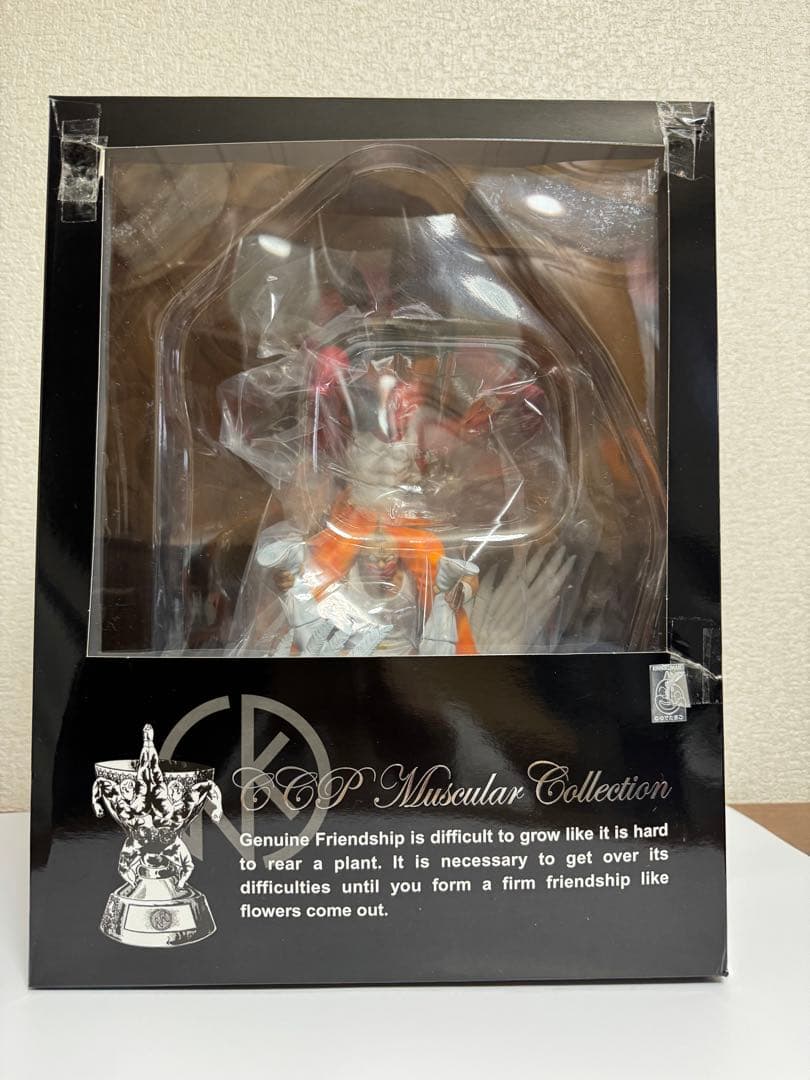 CCP Muscular Collection
Genuine Friendship is difficult to grow like it is hard
to rear a plant. It is necessary to get over its
difficulties until you form a firm friendship like
flowers come out.